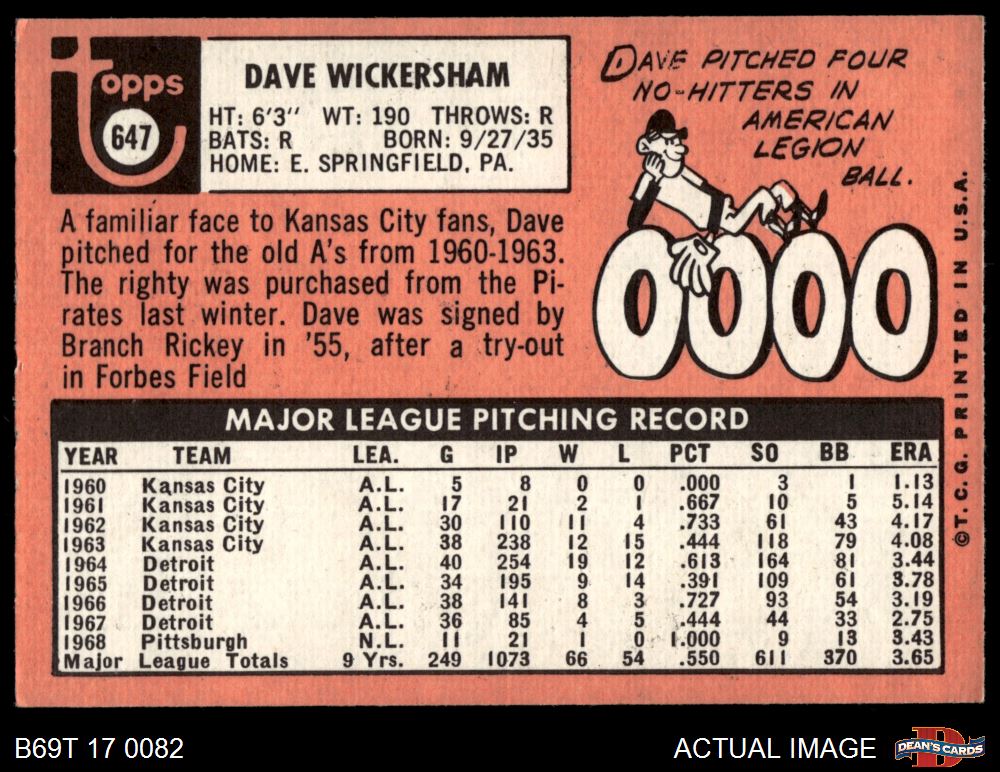 Topps
647
DAVE WICKERSHAM
HT: 6'3" WT: 190 THROWS: R
BATS: R BORN: 9/27/35
HOME: E. SPRINGFIELD, PA.
DAVE PITCHED FOUR
NO-HITTERS IN
AMERICAN
LEGION
BALL.
A familiar face to Kansas City fans, Dave
pitched for the old A's from 1960-1963.
The righty was purchased from the Pi-
rates last winter. Dave was signed by
Branch Rickey in '55, after a try-out
in Forbes Field
0000
©T.C.G. PRINTED IN U.S.A.
MAJOR LEAGUE PITCHING RECORD
YEAR TEAM LEA. G IP W L PCT SO BB ERA
1960 Kansas City A.L. 5 8 0 0 .000 3 1 1.13
1961 Kansas City A.L. 17 21 2 1 .667 10 5 5.14
1962 Kansas City A.L. 30 110 11 4 .733 61 43 4.17
1963 Kansas City A.L. 38 238 12 15 .444 118 79 4.08
1964 Detroit A.L. 40 254 19 12 .613 164 81 3.44
1965 Detroit A.L. 34 195 9 14 .391 109 61 3.78
1966 Detroit A.L. 38 141 8 3 .727 93 54 3.19
1967 Detroit A.L. 36 85 4 5 .444 44 33 2.75
1968 Pittsburgh N.L. 11 21 1 0 1.000 9 13 3.43
Major League Totals 9 Yrs. 249 1073 66 54 .550 611 370 3.65
B69T 17 0082
ACTUAL IMAGE
D
DEAN'S CARDS